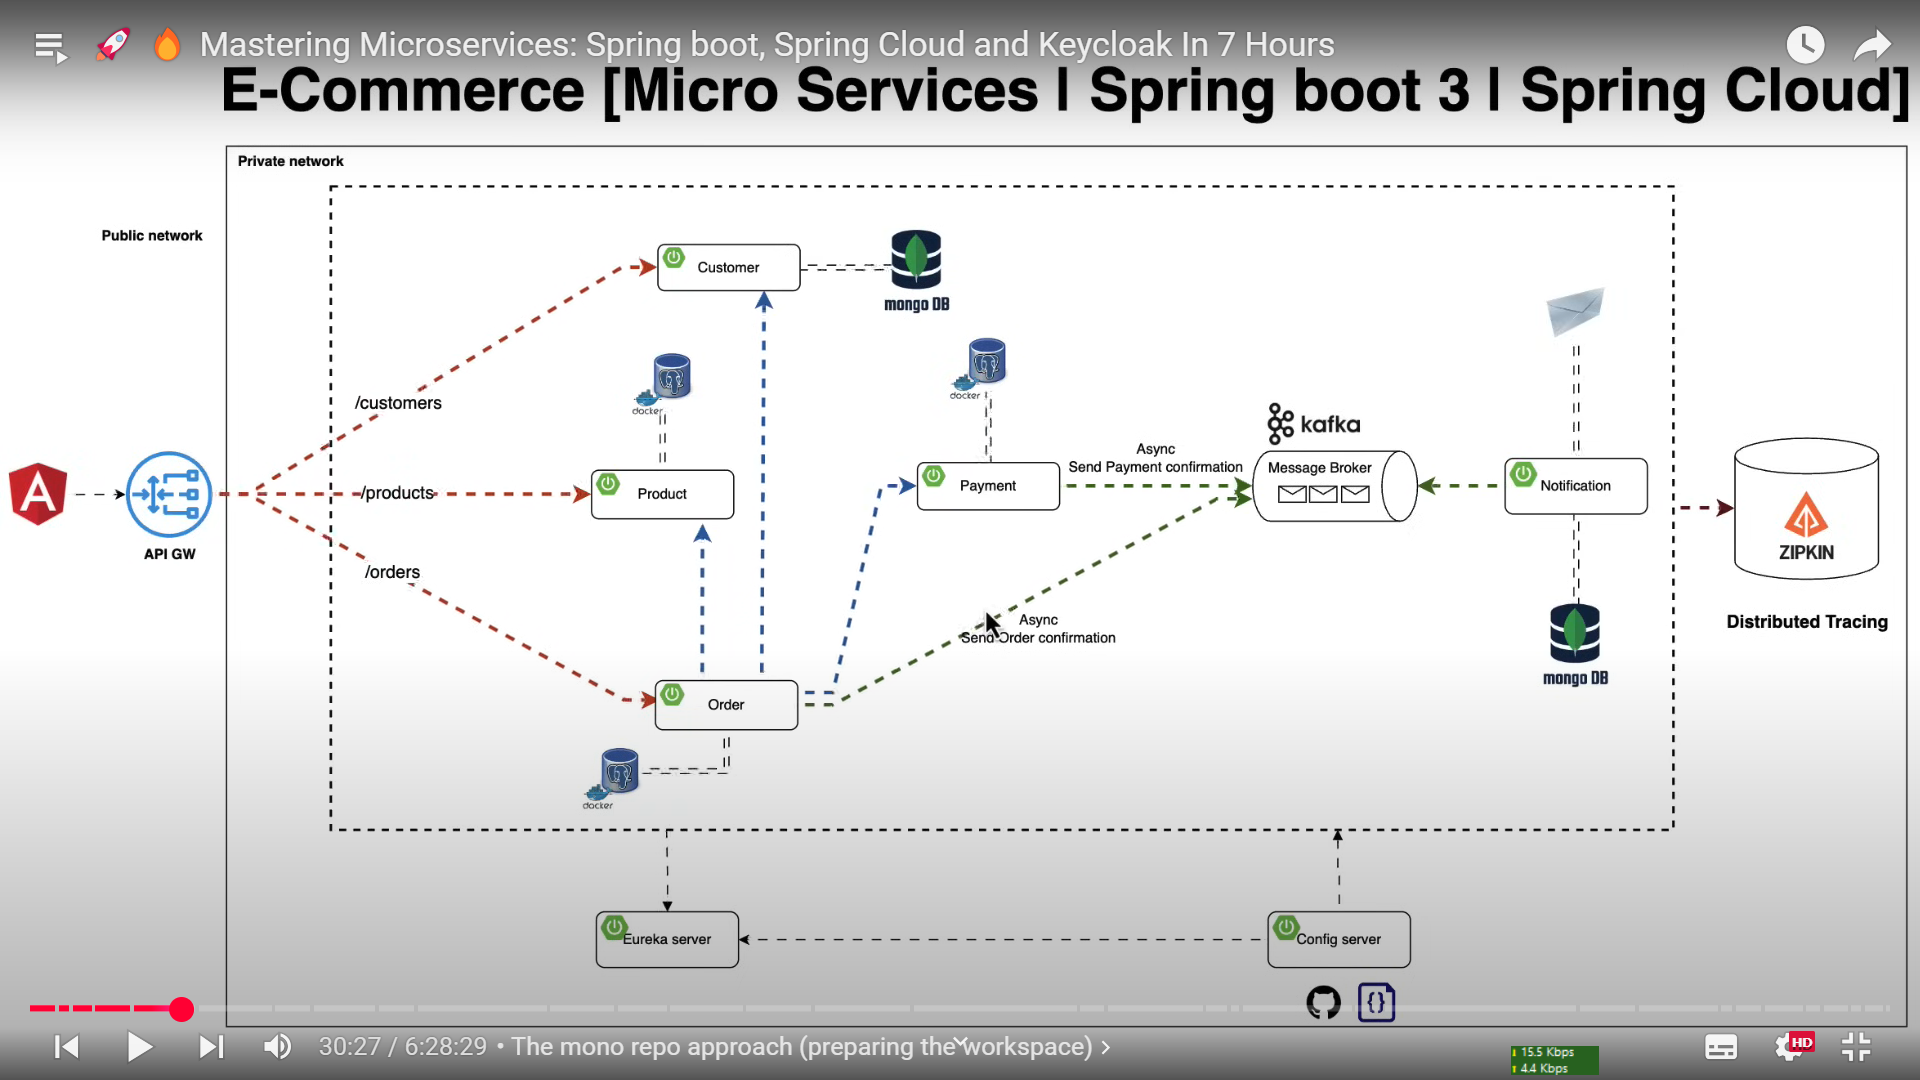 🚀 🔥 Mastering Microservices: Spring boot, Spring Cloud and Keycloak In 7 Hours
E-Commerce [Micro Services | Spring boot 3 | Spring Cloud]
Private network
Public network
Customer
mongo DB
/customers
docker
docker
kafka
Async
Send Payment confirmation
Message Broker
/products
Product
Payment
Notification
API GW
ZIPKIN
/orders
Distributed Tracing
Async
Send Order confirmation
mongo DB
Order
docker
Eureka server
Config server
{}
30:27 / 6:28:29 • The mono repo approach (preparing the workspace)
HD
15.5 Kbps
4.4 Kbps